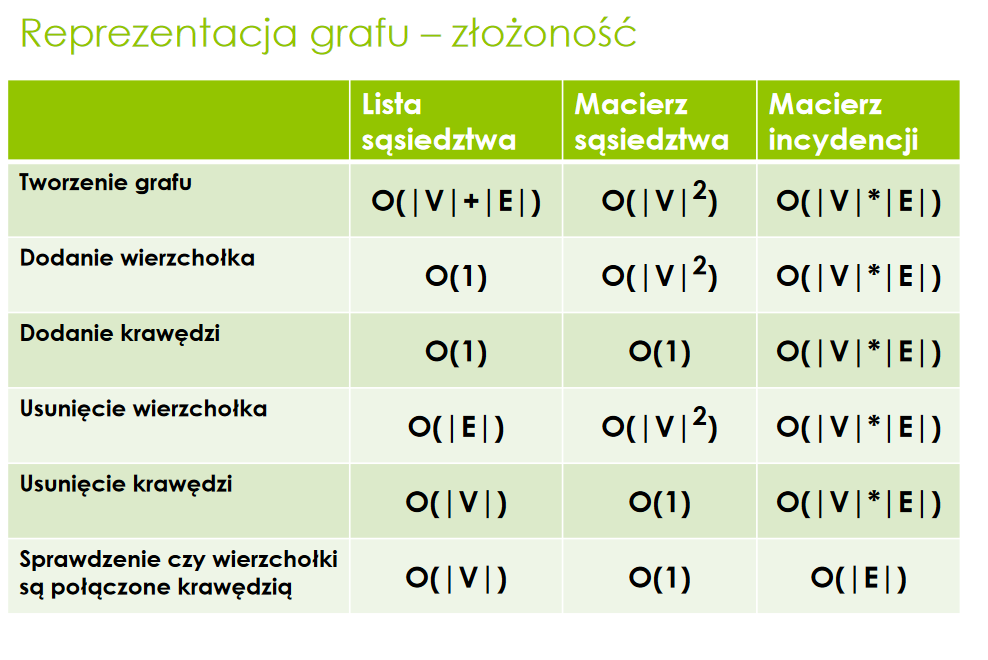 Reprezentacja grafu – złożoność
Lista
sąsiedztwa
Macierz
sąsiedztwa
Macierz
incydencji
Tworzenie grafu
O(|V|+|E|)
O(|V|²)
O(|V|*|E|)
Dodanie wierzchołka
O(1)
O(|V|²)
O(|V|*|E|)
Dodanie krawędzi
O(1)
O(1)
O(|V|*|E|)
Usunięcie wierzchołka
O(|E|)
O(|V|²)
O(|V|*|E|)
Usunięcie krawędzi
O(|V|)
O(1)
O(|V|*|E|)
Sprawdzenie czy wierzchołki
są połączone krawędzią
O(|V|)
O(1)
O(|E|)